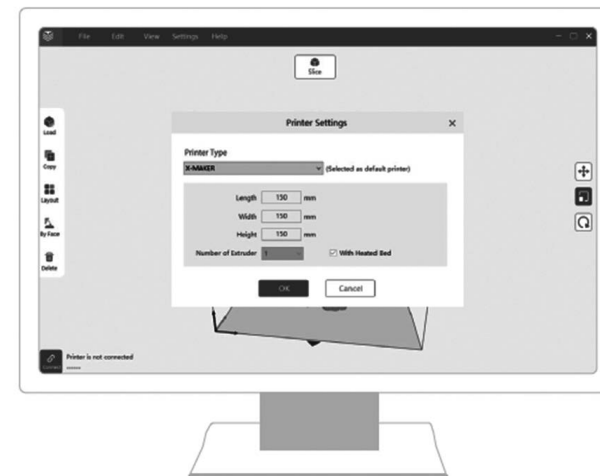 File Edit View Settings Help
Slice
Load
Copy
Layout
By Face
Delete
Printer Settings
Printer Type
X-MAKER (Selected as default printer)
Length 150 mm
Width 150 mm
Height 150 mm
Number of Extruder 1 With Heated Bed
OK Cancel
Connect
Printer is not connected